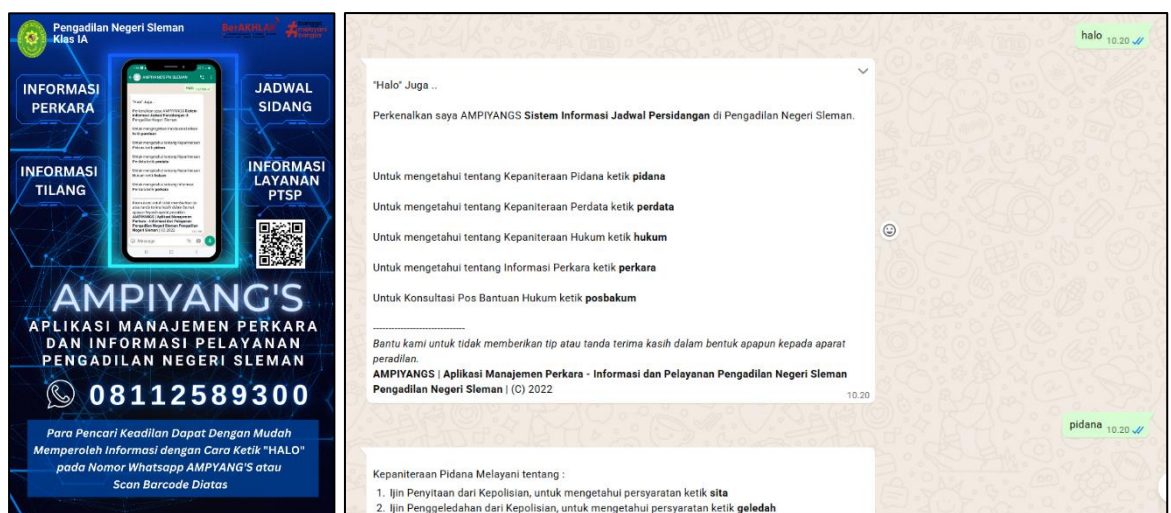 Pengadilan Negeri Sleman
Klas IA
BerAKHLAK
#bangga
melayani
bangsa
INFORMASI
PERKARA
JADWAL
SIDANG
INFORMASI
TILANG
INFORMASI
LAYANAN
PTSP
AMPIYANG'S
APLIKASI MANAJEMEN PERKARA
DAN INFORMASI PELAYANAN
PENGADILAN NEGERI SLEMAN
08112589300
Para Pencari Keadilan Dapat Dengan Mudah
Memperoleh Informasi dengan Cara Ketik "HALO"
pada Nomor Whatsapp AMPYANG'S atau
Scan Barcode Diatas
halo 10.20
"Halo" Juga ..
Perkenalkan saya AMPIYANGS Sistem Informasi Jadwal Persidangan di Pengadilan Negeri Sleman.
Untuk mengetahui tentang Kepaniteraan Pidana ketik pidana
Untuk mengetahui tentang Kepaniteraan Perdata ketik perdata
Untuk mengetahui tentang Kepaniteraan Hukum ketik hukum
Untuk mengetahui tentang Informasi Perkara ketik perkara
Untuk Konsultasi Pos Bantuan Hukum ketik posbakum
------------------------------
Bantu kami untuk tidak memberikan tip atau tanda terima kasih dalam bentuk apapun kepada aparat
peradilan.
AMPIYANGS | Aplikasi Manajemen Perkara - Informasi dan Pelayanan Pengadilan Negeri Sleman
Pengadilan Negeri Sleman | (C) 2022
10.20
pidana 10.20
Kepaniteraan Pidana Melayani tentang :
1. Ijin Penyitaan dari Kepolisian, untuk mengetahui persyaratan ketik sita
2. Ijin Penggeledahan dari Kepolisian, untuk mengetahui persyaratan ketik geledah